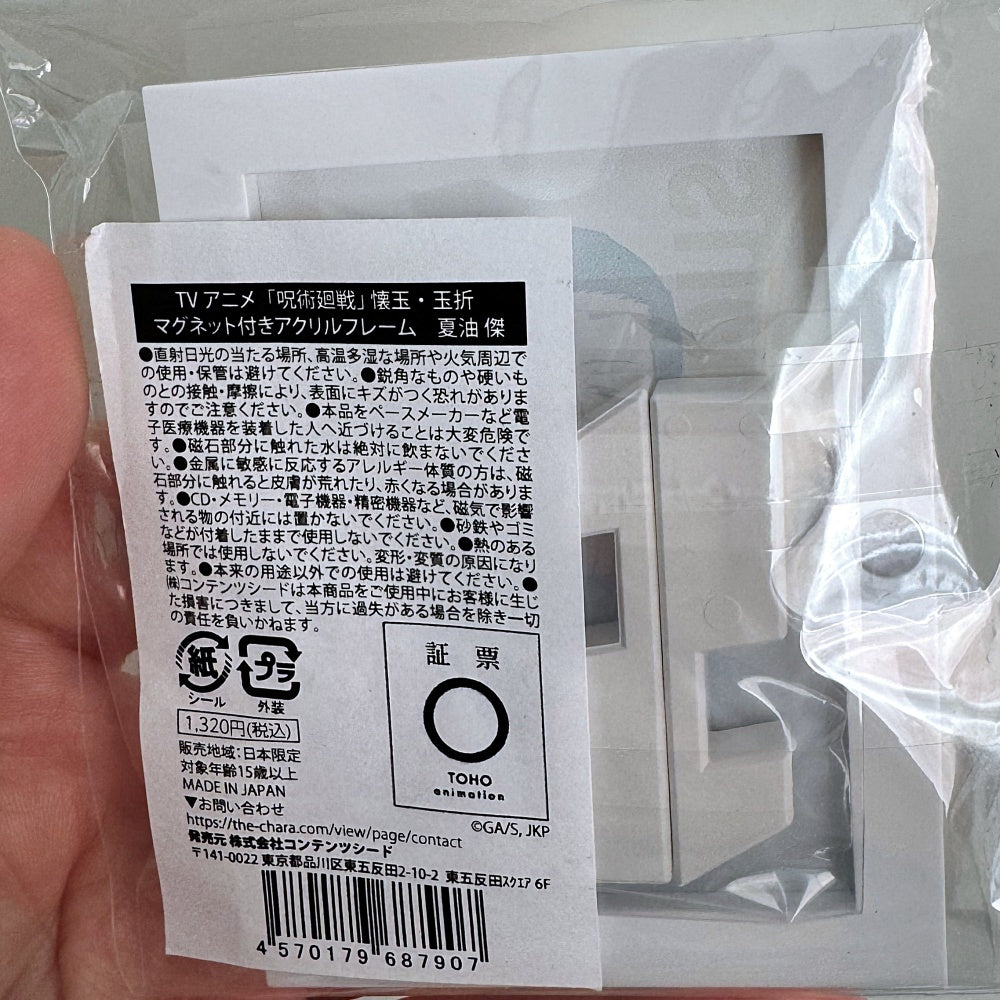 TVアニメ「呪術廻戦」懐玉・玉折
マグネット付きアクリルフレーム　夏油 傑
●直射日光の当たる場所、高温多湿な場所や火気周辺で
の使用・保管は避けてください。●鋭角なものや硬いも
のとの接触・摩擦により、表面にキズがつく恐れがありま
すのでご注意ください。●本品をペースメーカーなど電
子医療機器を装着した人へ近づけることは大変危険で
す。●磁石部分に触れた水は絶対に飲まないでくださ
い。●金属に敏感に反応するアレルギー体質の方は、磁
石部分に触れると皮膚が荒れたり、赤くなる場合がありま
す。●CD・メモリー・電子機器・精密機器など、磁気で影響
される物の付近には置かないでください。●砂鉄やゴミ
などが付着したままで使用しないでください。●熱のある
場所では使用しないでください。変形・変質の原因になり
ます。●本来の用途以外での使用は避けてください。●
㈱コンテンツシードは本商品をご使用中にお客様に生じ
た損害につきまして、当方に過失がある場合を除き一切
の責任を負いかねます。
紙
シール
プラ
外装
1,320円(税込)
販売地域：日本限定
対象年齢15歳以上
MADE IN JAPAN
▼お問い合わせ
https://the-chara.com/view/page/contact
発売元 株式会社コンテンツシード
〒141-0022 東京都品川区東五反田2-10-2 東五反田ｽｸｴｱ 6F
証票
TOHO
animation
©GA/S, JKP
4 570179 687907